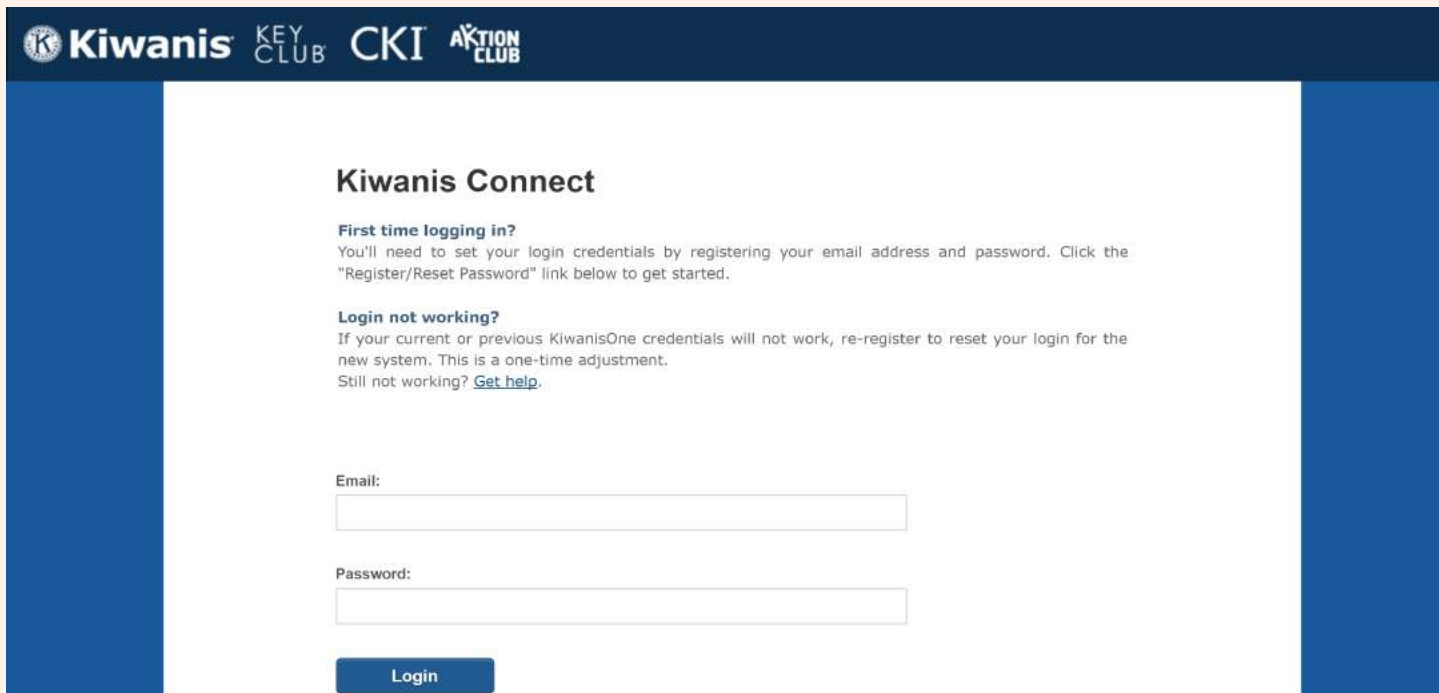 Kiwanis KEY CLUB CKI AKTION CLUB
Kiwanis Connect
First time logging in?
You'll need to set your login credentials by registering your email address and password. Click the
"Register/Reset Password" link below to get started.
Login not working?
If your current or previous KiwanisOne credentials will not work, re-register to reset your login for the
new system. This is a one-time adjustment.
Still not working? Get help.
Email:
Password:
Login